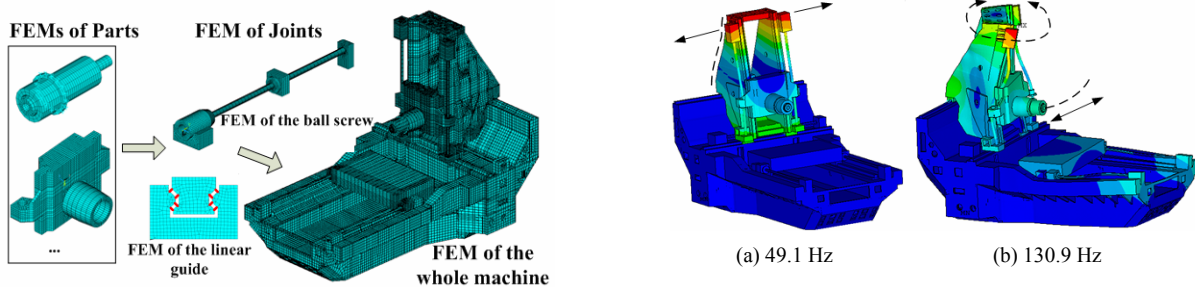 FEMs of Parts
...
FEM of Joints
FEM of the ball screw
FEM of the linear
guide
FEM of the
whole machine
(a) 49.1 Hz
(b) 130.9 Hz